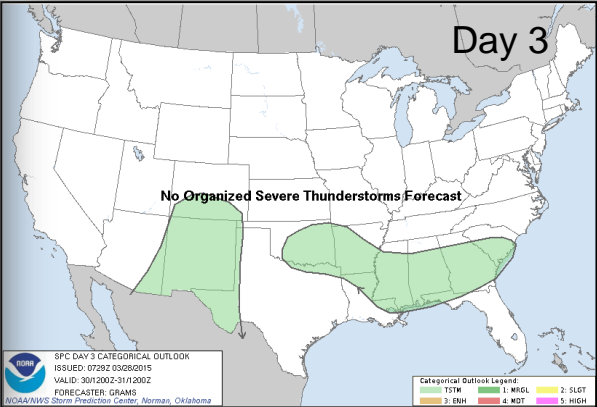 Day 3
No Organized Severe Thunderstorms Forecast
NOAA
SPC DAY 3 CATEGORICAL OUTLOOK
ISSUED: 0729Z 03/28/2015
VALID: 30/1200Z-31/1200Z
FORECASTER: GRAMS
NOAA/NWS Storm Prediction Center, Norman, Oklahoma
Categorical Outlook Legend:
TSTM 1: MRGL 2: SLGT
3: ENH 4: MDT 5: HIGH